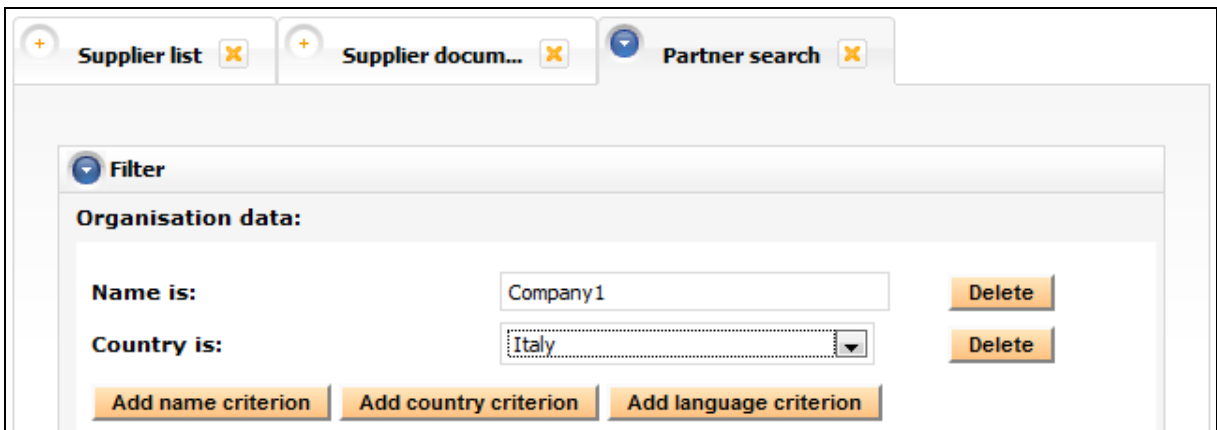 Supplier list Supplier docum... Partner search
Filter
Organisation data:
Name is: Company1 Delete
Country is: Italy Delete
Add name criterion Add country criterion Add language criterion